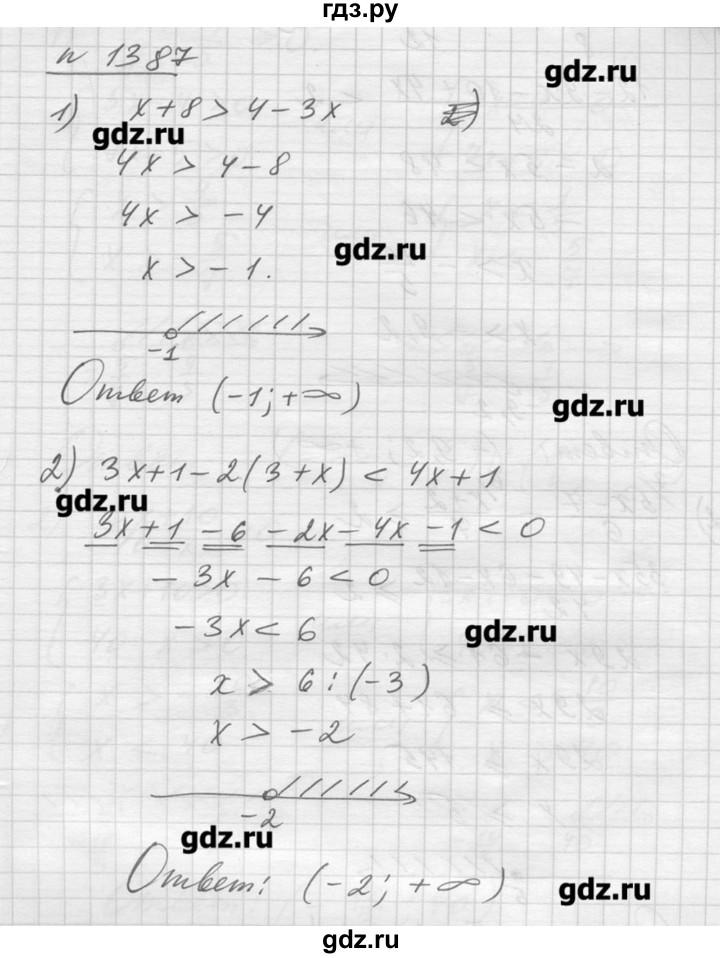 гдз.ру
n 1387
gdz.ru
1) x+8 > 4-3x 2)
gdz.ru
4x > 4-8
4x > -4
gdz.ru
x > -1.
-1
Ответ (-1; +∞)
gdz.ru
2) 3x+1-2(3+x) < 4x+1
gdz.ru
3x+1 -6 -2x-4x -1 < 0
-3x - 6 < 0
-3x < 6
gdz.ru
x > 6 : (-3)
x > -2
-2
gdz.ru
Ответ: (-2; +∞)
gdz.ru
gdz.ru